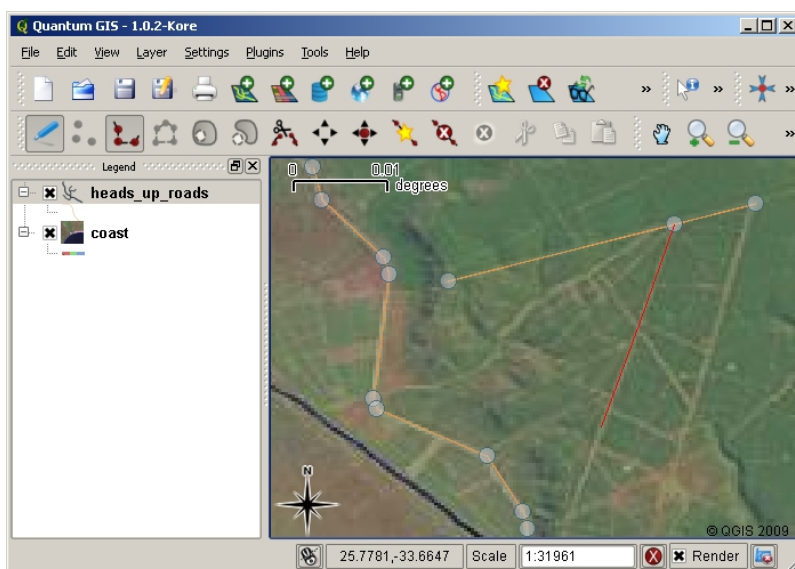 Quantum GIS - 1.0.2-Kore
File Edit View Layer Settings Plugins Tools Help
» » »
»
Legend
heads_up_roads
coast
0 0.01
degrees
N
© QGIS 2009
25.7781,-33.6647 Scale 1:31961 Render